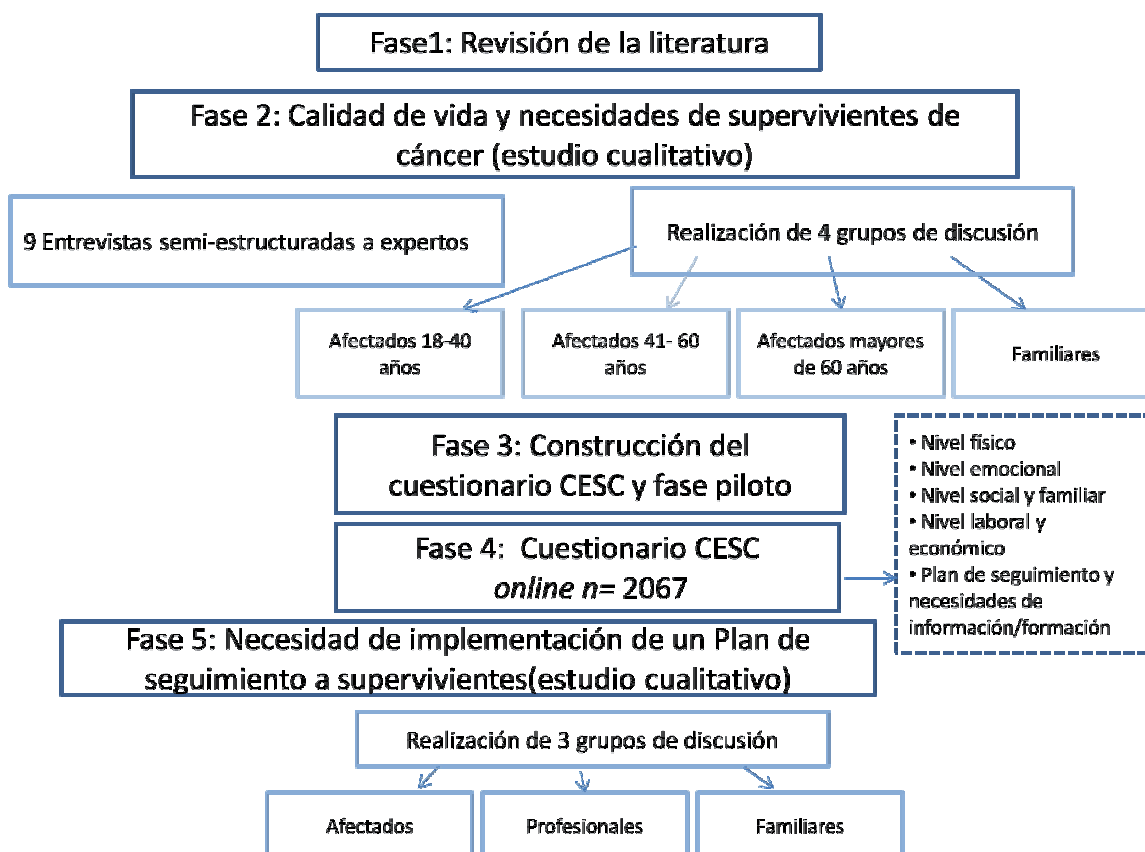 Fase1: Revisión de la literatura
Fase 2: Calidad de vida y necesidades de supervivientes de
cáncer (estudio cualitativo)
9 Entrevistas semi-estructuradas a expertos
Realización de 4 grupos de discusión
Afectados 18-40
años
Afectados 41- 60
años
Afectados mayores
de 60 años
Familiares
Fase 3: Construcción del
cuestionario CESC y fase piloto
Fase 4: Cuestionario CESC
online n= 2067
• Nivel físico
• Nivel emocional
• Nivel social y familiar
• Nivel laboral y
económico
• Plan de seguimiento y
necesidades de
información/formación
Fase 5: Necesidad de implementación de un Plan de
seguimiento a supervivientes(estudio cualitativo)
Realización de 3 grupos de discusión
Afectados
Profesionales
Familiares